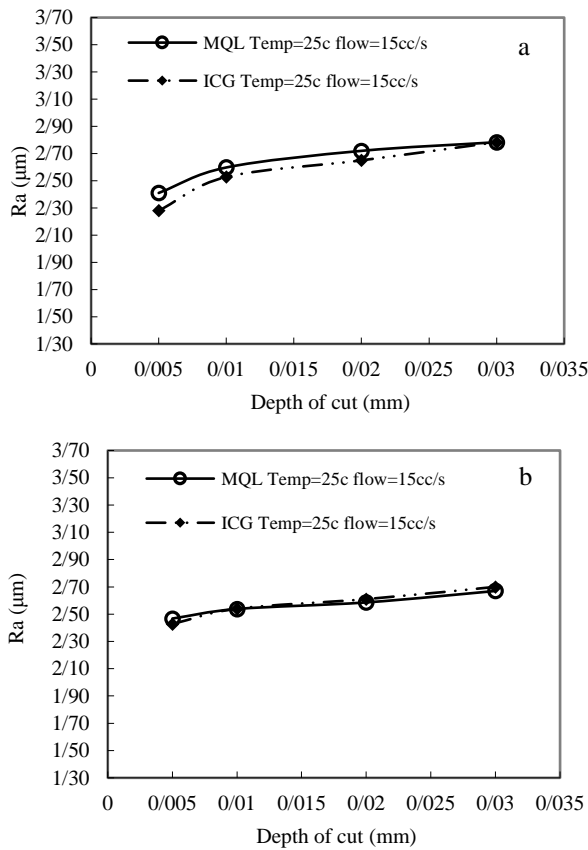 a
MQL Temp=25c flow=15cc/s
ICG Temp=25c flow=15cc/s
Ra (μm)
3/70
3/50
3/30
3/10
2/90
2/70
2/50
2/30
2/10
1/90
1/70
1/50
1/30
0 0/005 0/01 0/015 0/02 0/025 0/03 0/035
Depth of cut (mm)
b
MQL Temp=25c flow=15cc/s
ICG Temp=25c flow=15cc/s
Ra (μm)
3/70
3/50
3/30
3/10
2/90
2/70
2/50
2/30
2/10
1/90
1/70
1/50
1/30
0 0/005 0/01 0/015 0/02 0/025 0/03 0/035
Depth of cut (mm)